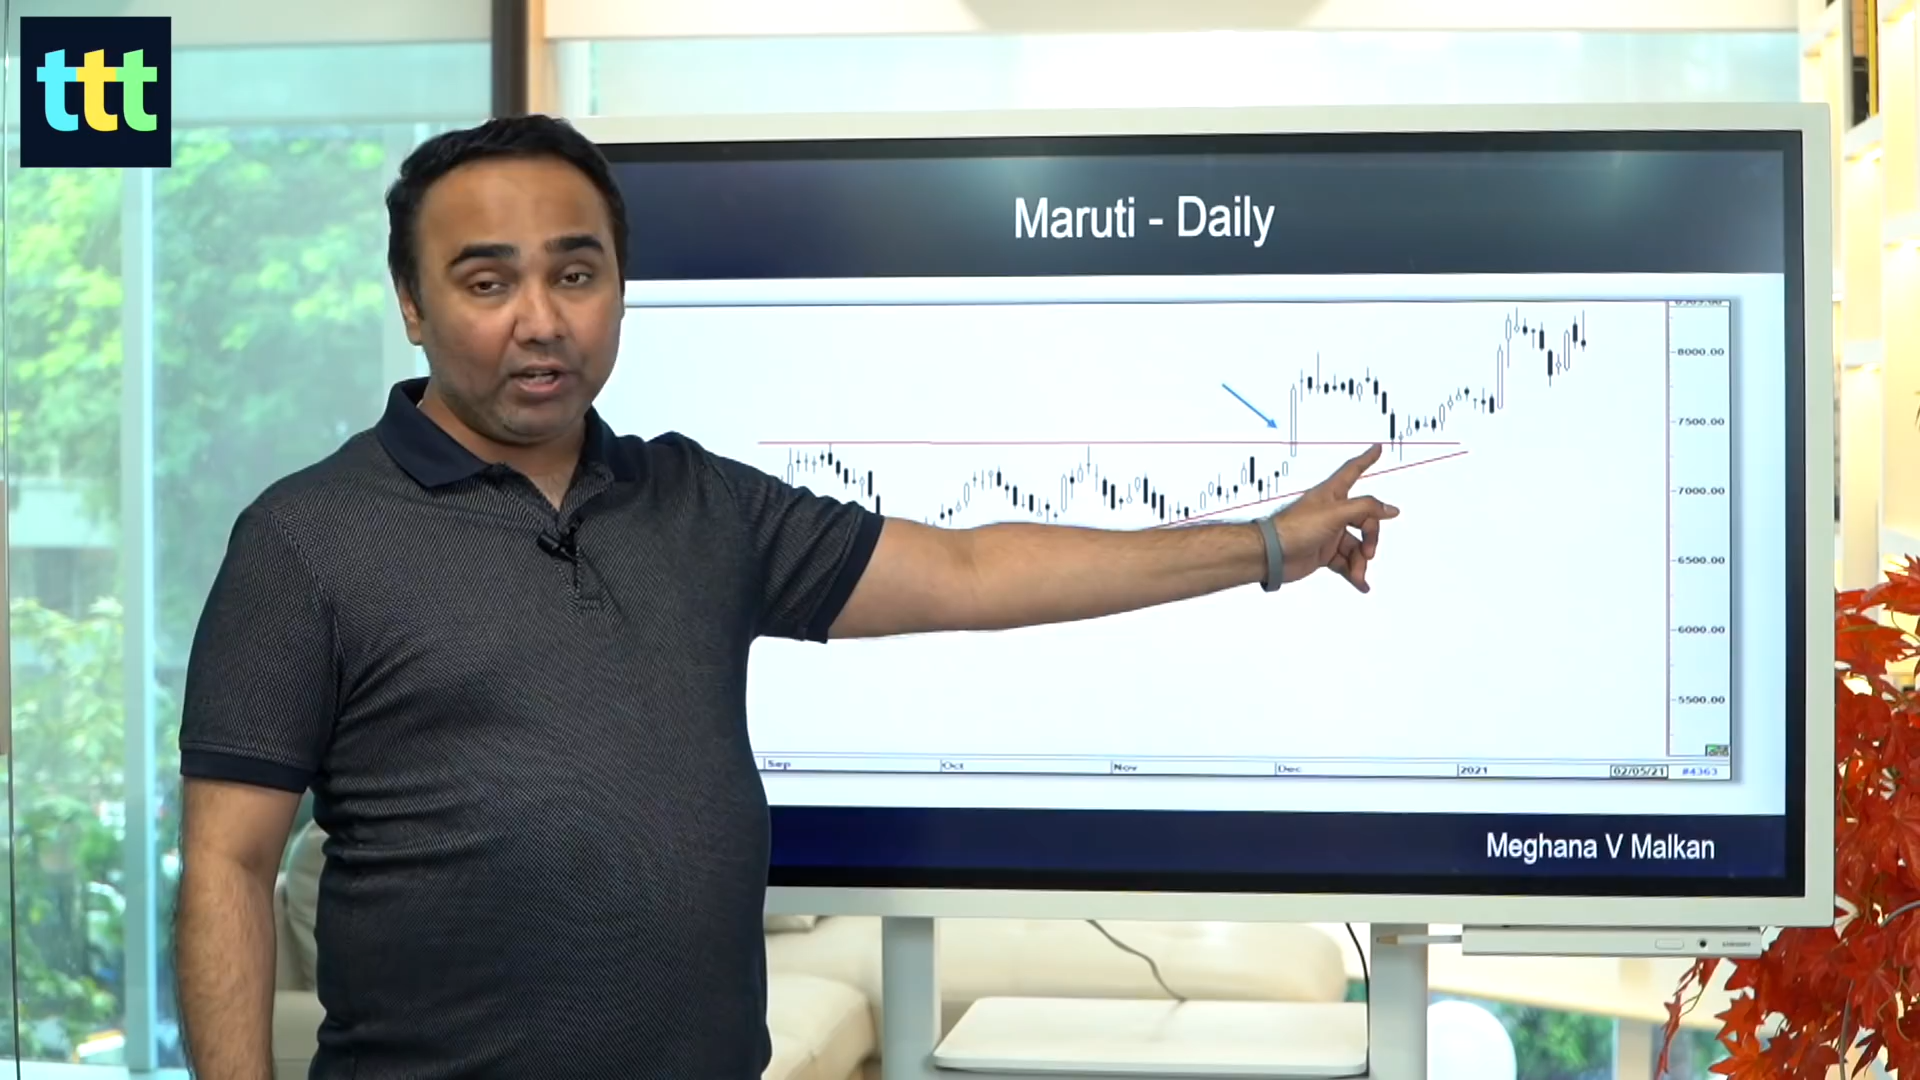 ttt
Maruti - Daily
8000.00
7500.00
7000.00
6500.00
6000.00
5500.00
Sep
Oct
Nov
Dec
2021
02/05/21
#4363
Meghana V Malkan